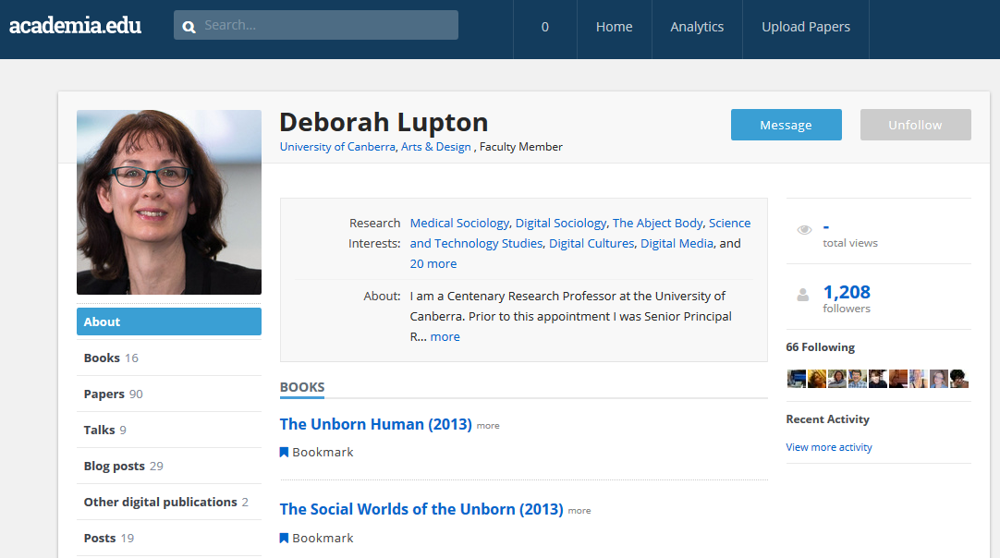 academia.edu
Search...
0
Home
Analytics
Upload Papers
Deborah Lupton
University of Canberra, Arts & Design , Faculty Member
Message
Unfollow
Research Interests:
Medical Sociology, Digital Sociology, The Abject Body, Science
and Technology Studies, Digital Cultures, Digital Media, and
20 more
About:
I am a Centenary Research Professor at the University of
Canberra. Prior to this appointment I was Senior Principal
R... more
-
total views
1,208
followers
66 Following
Recent Activity
View more activity
About
Books 16
Papers 90
Talks 9
Blog posts 29
Other digital publications 2
Posts 19
BOOKS
The Unborn Human (2013) more
Bookmark
The Social Worlds of the Unborn (2013) more
Bookmark